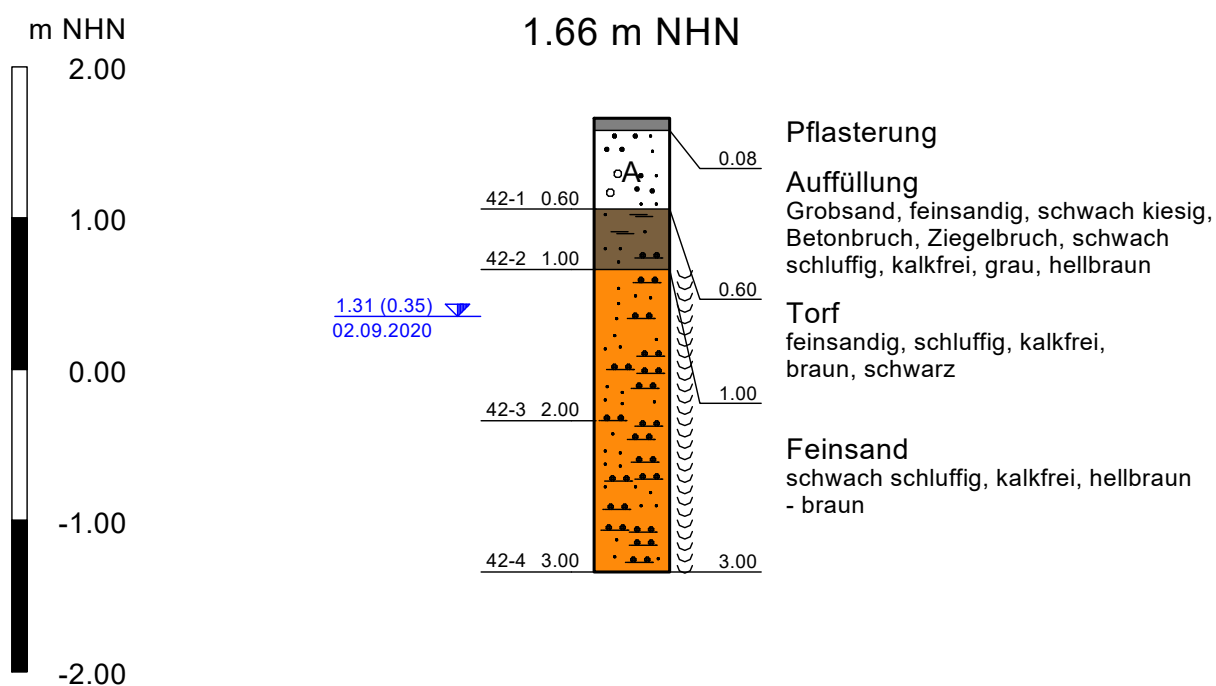 m NHN
1.66 m NHN
2.00
1.00
0.00
-1.00
-2.00
42-1 0.60
42-2 1.00
1.31 (0.35)
02.09.2020
42-3 2.00
42-4 3.00
A
0.08
0.60
1.00
3.00
Pflasterung
Auffüllung
Grobsand, feinsandig, schwach kiesig,
Betonbruch, Ziegelbruch, schwach
schluffig, kalkfrei, grau, hellbraun
Torf
feinsandig, schluffig, kalkfrei,
braun, schwarz
Feinsand
schwach schluffig, kalkfrei, hellbraun
- braun